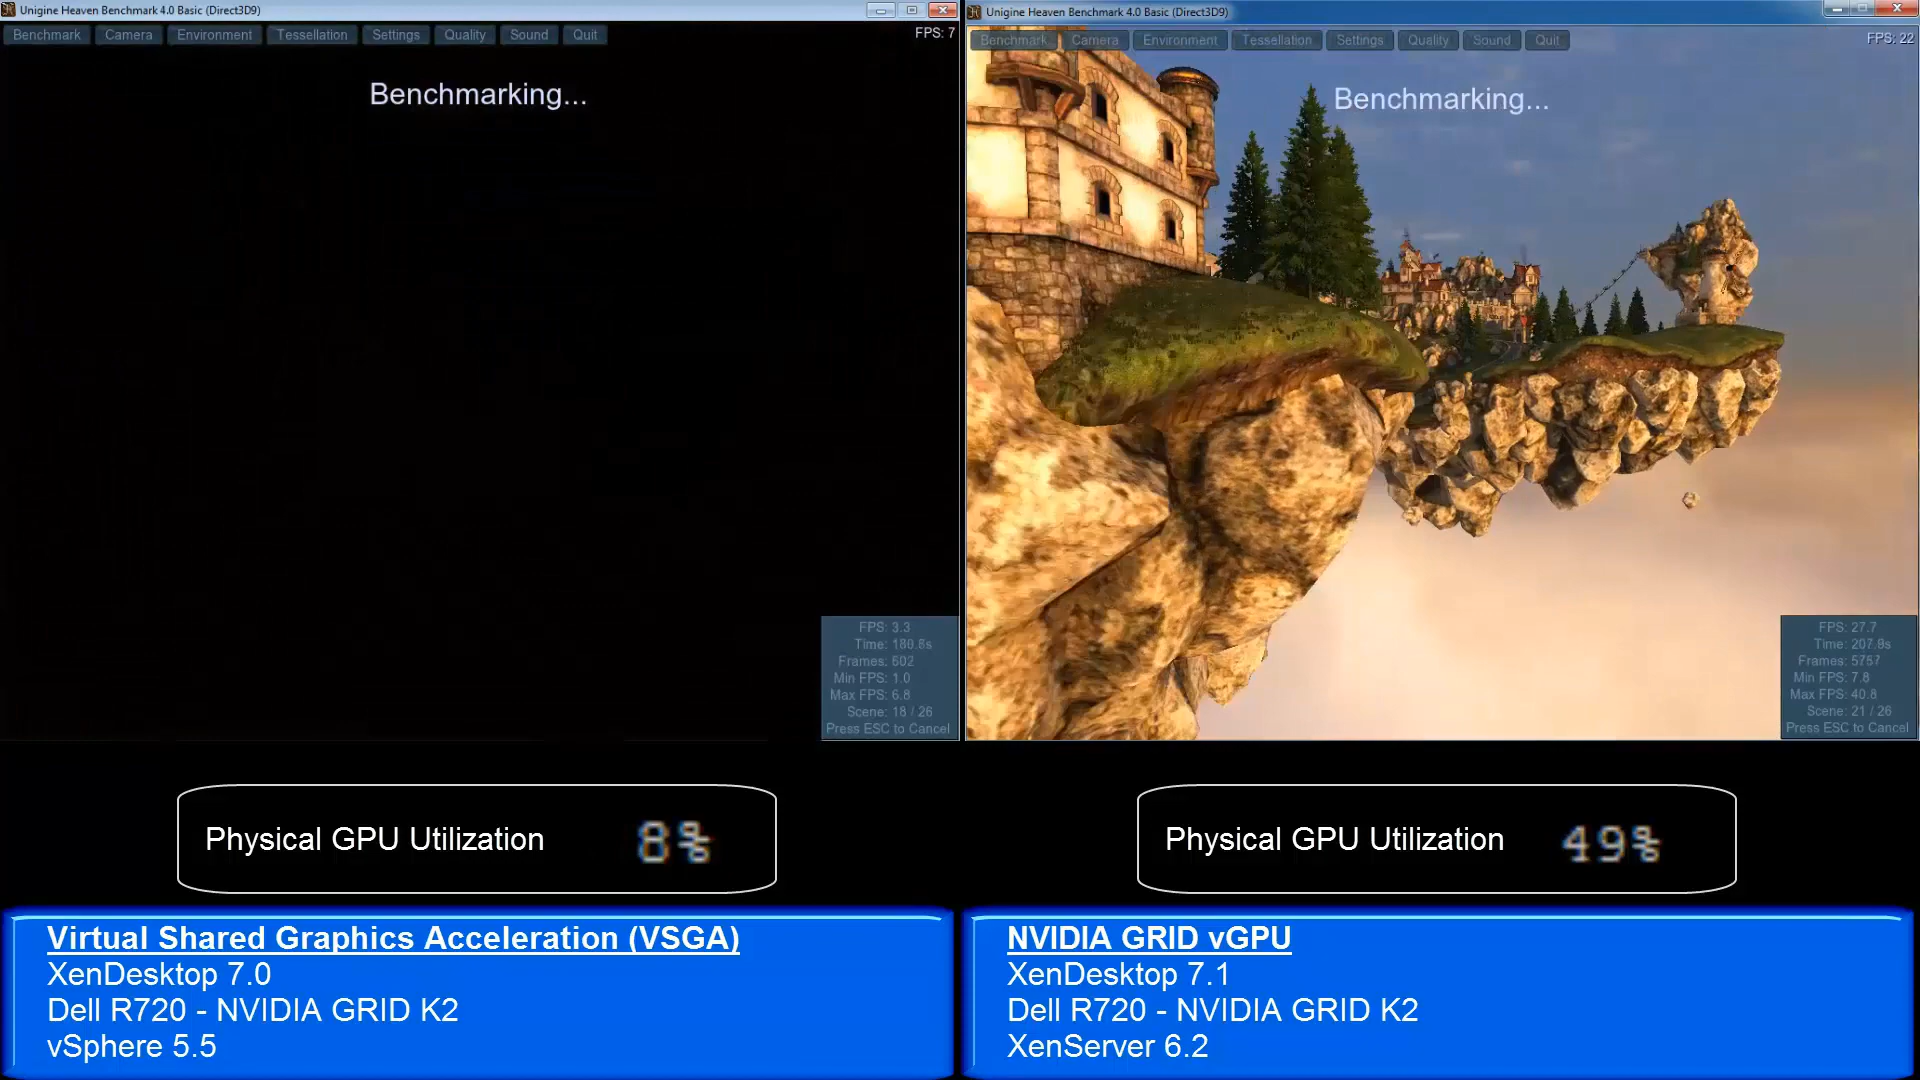 Unigine Heaven Benchmark 4.0 Basic (Direct3D9)
Benchmark Camera Environment Tessellation Settings Quality Sound Quit
FPS: 7
Benchmarking...
FPS: 3.3
Time: 180.6s
Frames: 602
Min FPS: 1.0
Max FPS: 6.8
Scene: 18 / 26
Press ESC to Cancel
Physical GPU Utilization 8%
Virtual Shared Graphics Acceleration (VSGA)
XenDesktop 7.0
Dell R720 - NVIDIA GRID K2
vSphere 5.5
Unigine Heaven Benchmark 4.0 Basic (Direct3D9)
Benchmark Camera Environment Tessellation Settings Quality Sound Quit
FPS: 22
Benchmarking...
FPS: 27.7
Time: 207.9s
Frames: 5767
Min FPS: 7.8
Max FPS: 40.8
Scene: 21 / 26
Press ESC to Cancel
Physical GPU Utilization 49%
NVIDIA GRID vGPU
XenDesktop 7.1
Dell R720 - NVIDIA GRID K2
XenServer 6.2